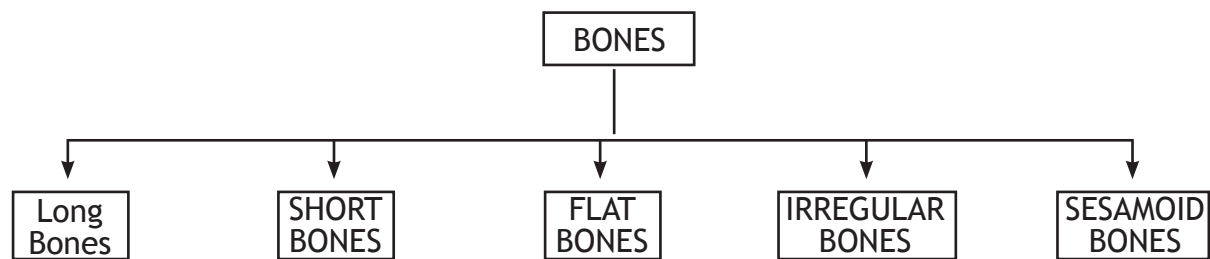 BONES
Long
Bones
SHORT
BONES
FLAT
BONES
IRREGULAR
BONES
SESAMOID
BONES